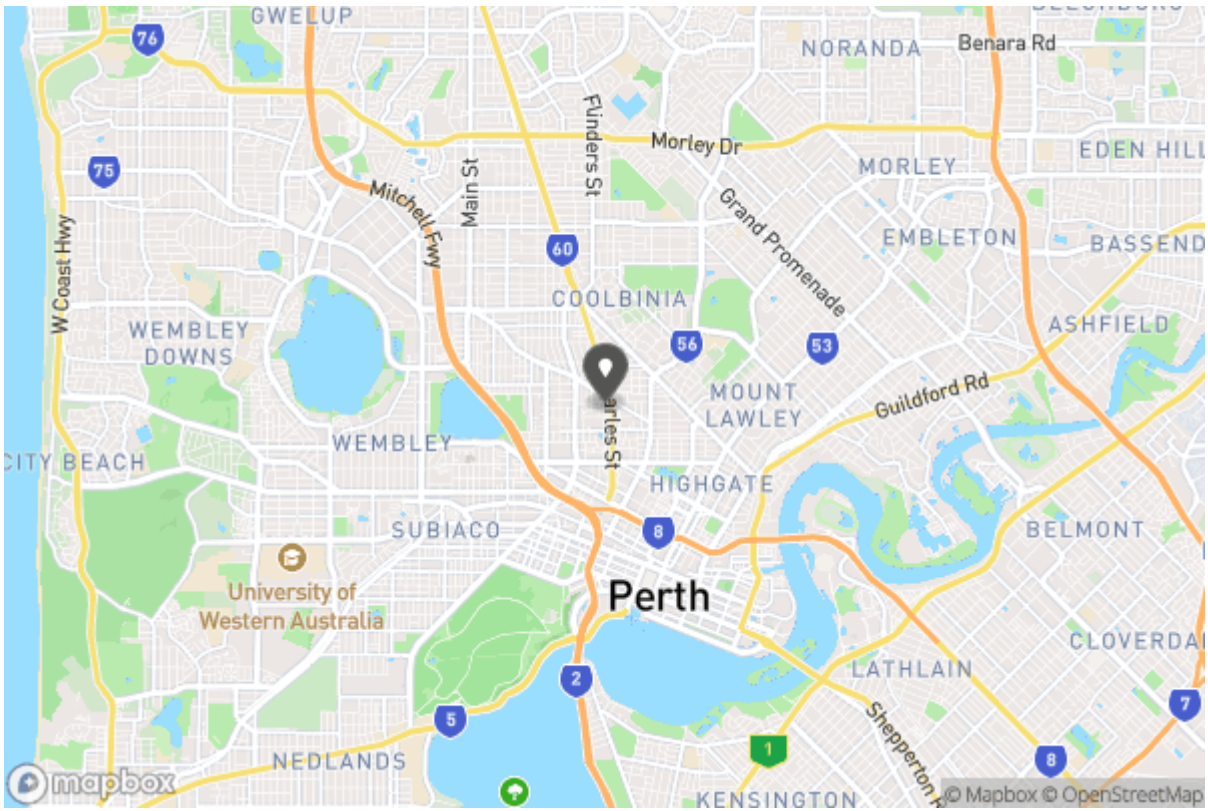 GWELUP
76
NORANDA
Benara Rd
Flinders St
Morley Dr
MORLEY
EDEN HILL
75
Main St
Mitchell Fwy
Grand Promenade
W Coast Hwy
60
EMBLETON
BASSEND
COOLBINIA
WEMBLEY
DOWNS
56
53
ASHFIELD
MOUNT
LAWLEY
Guildford Rd
arles St
WEMBLEY
CITY BEACH
HIGHGATE
SUBIACO
8
BELMONT
University of
Western Australia
Perth
CLOVERDA
LATHLAIN
2
5
7
Shepperton R
1
8
NEDLANDS
KENSINGTON
mapbox
© Mapbox © OpenStreetMap